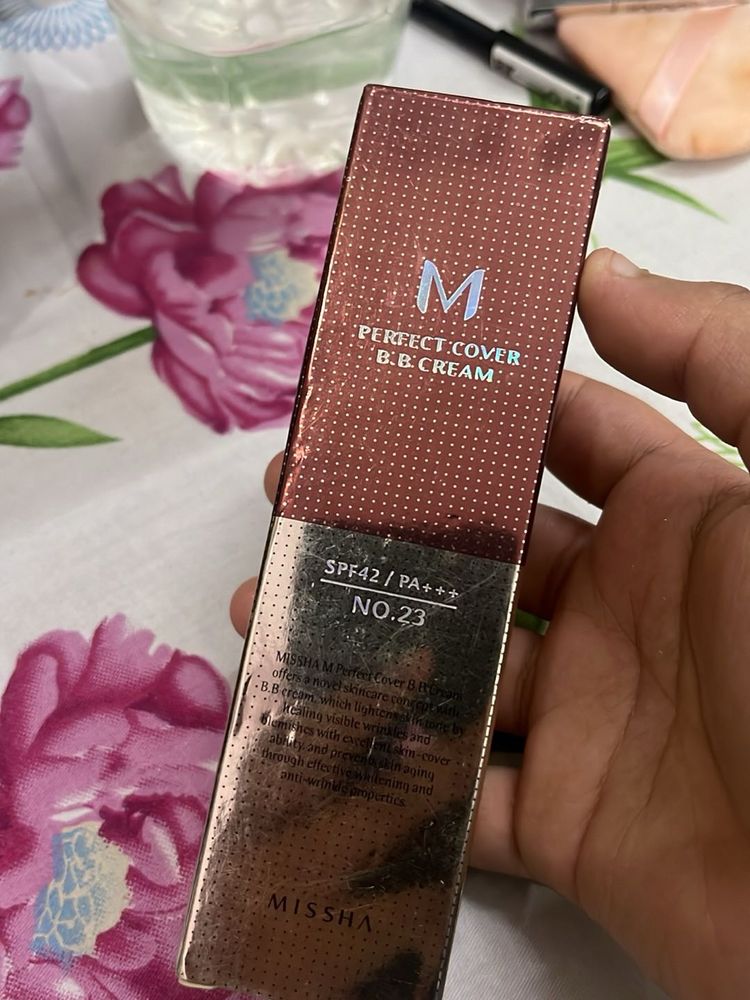 M
PERFECT COVER
B.B CREAM
SPF42 / PA+++
NO.23
MISSHA M Perfect Cover B.B Cream
offers a novel skincare concept with
B.B cream, which lightens skin tone by
healing visible wrinkles and
blemishes with excellent skin-cover
ability, and prevents skin aging
through effective whitening and
anti-wrinkle properties.
MISSHA